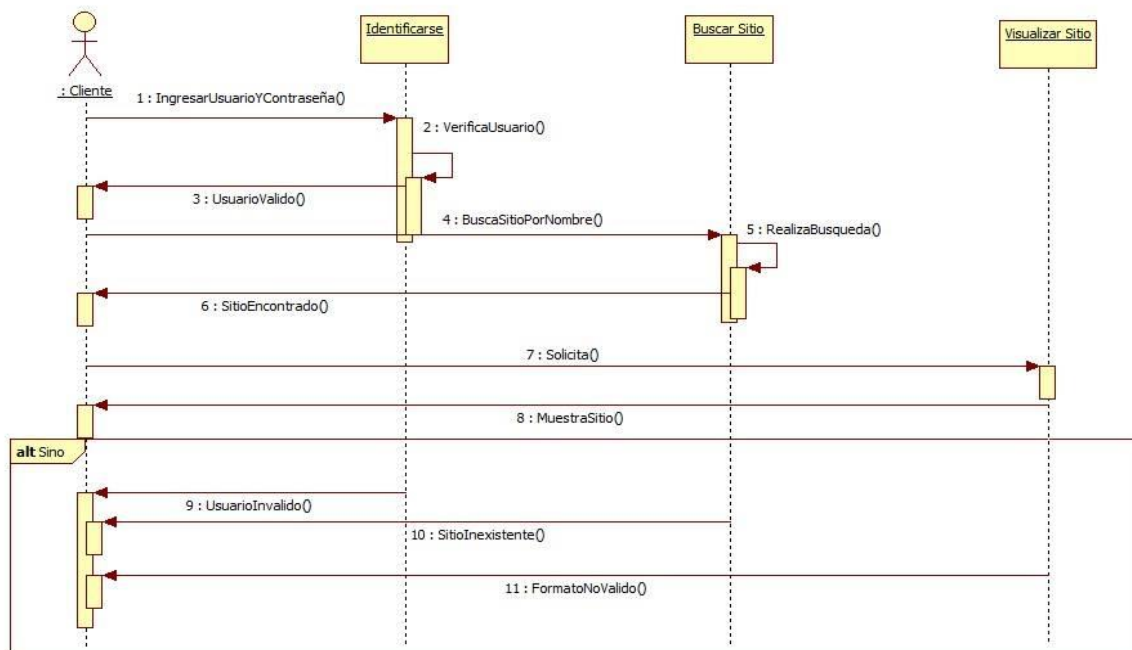 Identificarse
Buscar Sitio
Visualizar Sitio
: Cliente
1 : IngresarUsuarioYContraseña()
2 : VerificaUsuario()
3 : UsuarioValido()
4 : BuscaSitioPorNombre()
5 : RealizaBusqueda()
6 : SitioEncontrado()
7 : Solicita()
8 : MuestraSitio()
alt Sino
9 : UsuarioInvalido()
10 : SitioInexistente()
11 : FormatoNoValido()